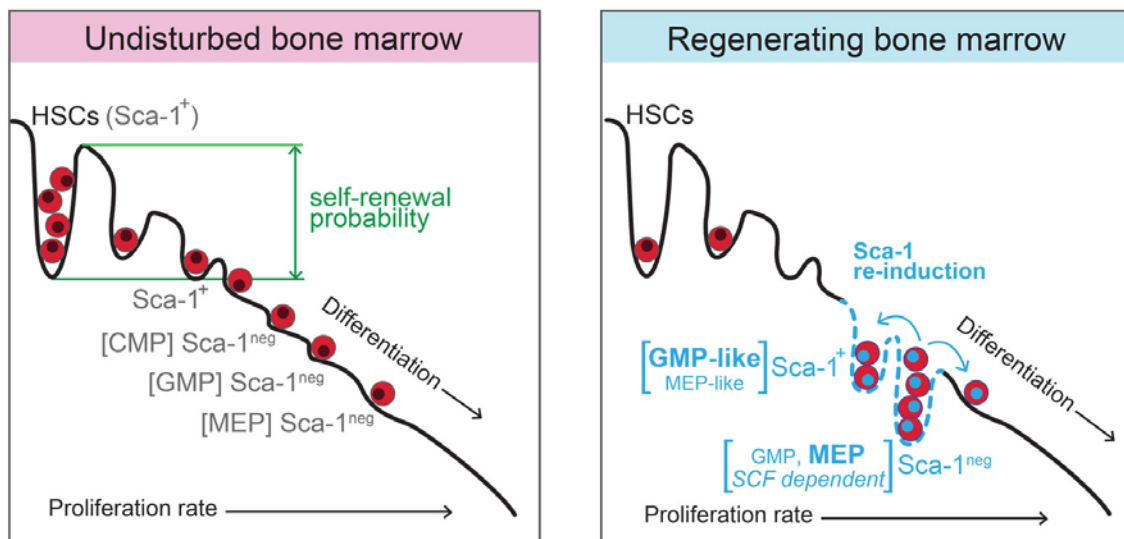 Undisturbed bone marrow
HSCs (Sca-1⁺)
self-renewal
probability
Sca-1⁺
[CMP] Sca-1ⁿᵉᵍ
[GMP] Sca-1ⁿᵉᵍ
[MEP] Sca-1ⁿᵉᵍ
Differentiation
Proliferation rate
Regenerating bone marrow
HSCs
Sca-1
re-induction
[GMP-like
MEP-like] Sca-1⁺
Differentiation
[GMP, MEP
SCF dependent] Sca-1ⁿᵉᵍ
Proliferation rate